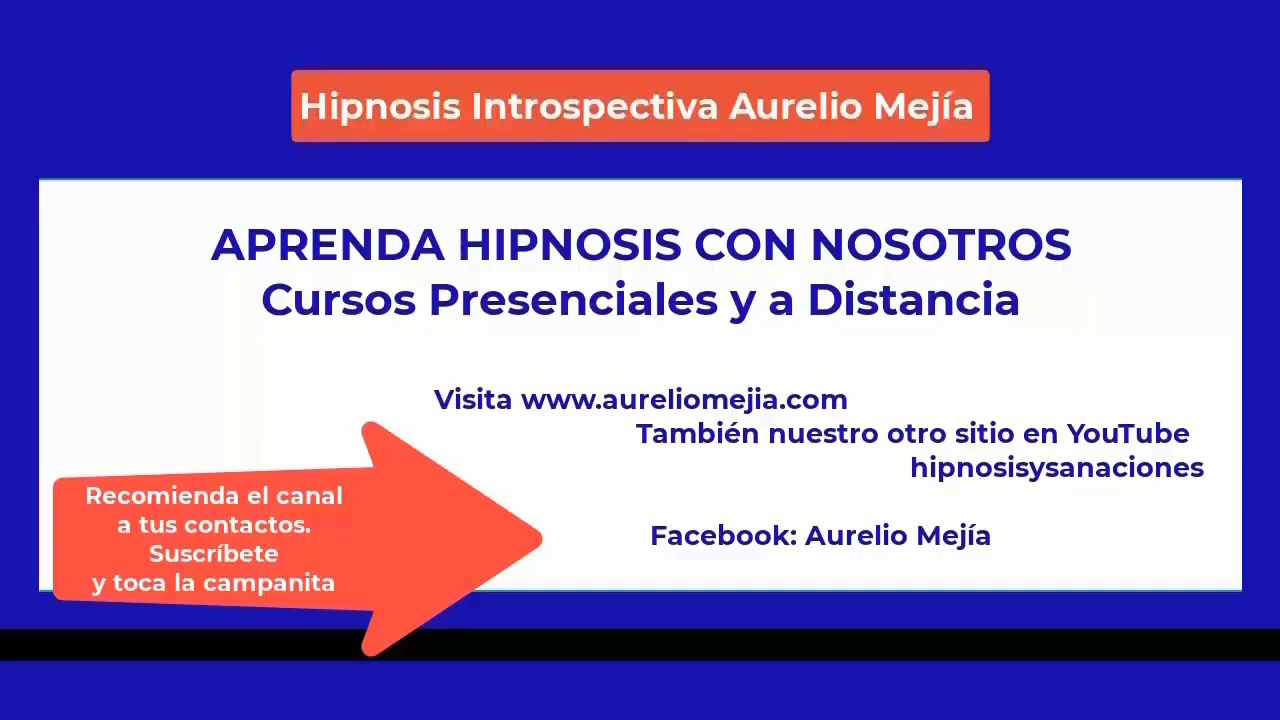 Hipnosis Introspectiva Aurelio Mejía
APRENDA HIPNOSIS CON NOSOTROS
Cursos Presenciales y a Distancia
Visita www.aureliomejia.com
También nuestro otro sitio en YouTube
hipnosisysanaciones
Recomienda el canal
a tus contactos.
Suscríbete
y toca la campanita
Facebook: Aurelio Mejía